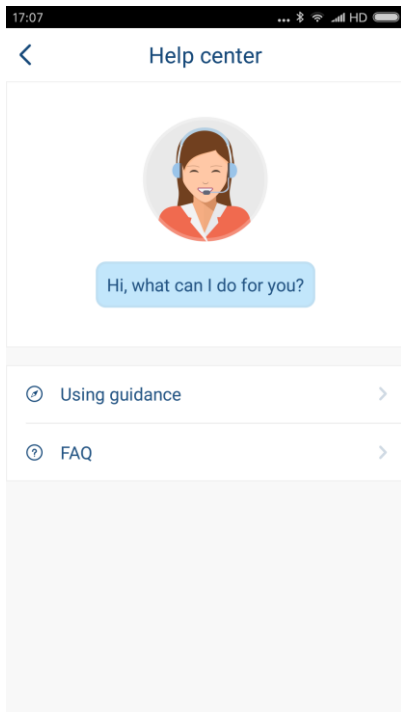 17:07 ... HD
Help center
Hi, what can I do for you?
Using guidance
FAQ